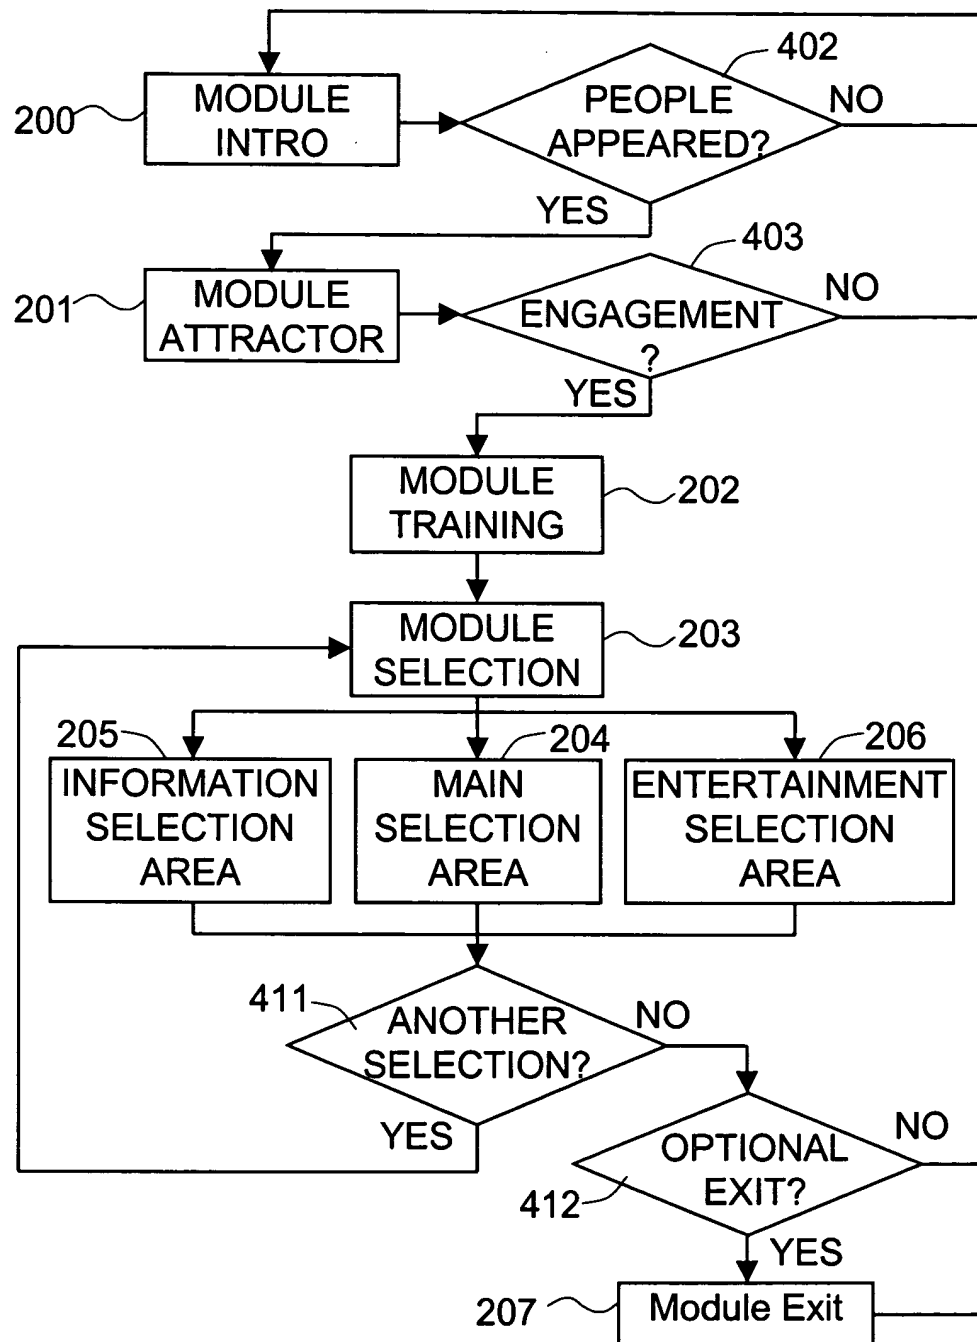 402
200
MODULE
INTRO
PEOPLE
APPEARED?
NO
YES
403
201
MODULE
ATTRACTOR
ENGAGEMENT
?
NO
YES
MODULE
TRAINING
202
MODULE
SELECTION
203
205
204
206
INFORMATION
SELECTION
AREA
MAIN
SELECTION
AREA
ENTERTAINMENT
SELECTION
AREA
411
ANOTHER
SELECTION?
NO
YES
OPTIONAL
EXIT?
NO
412
YES
207
Module Exit